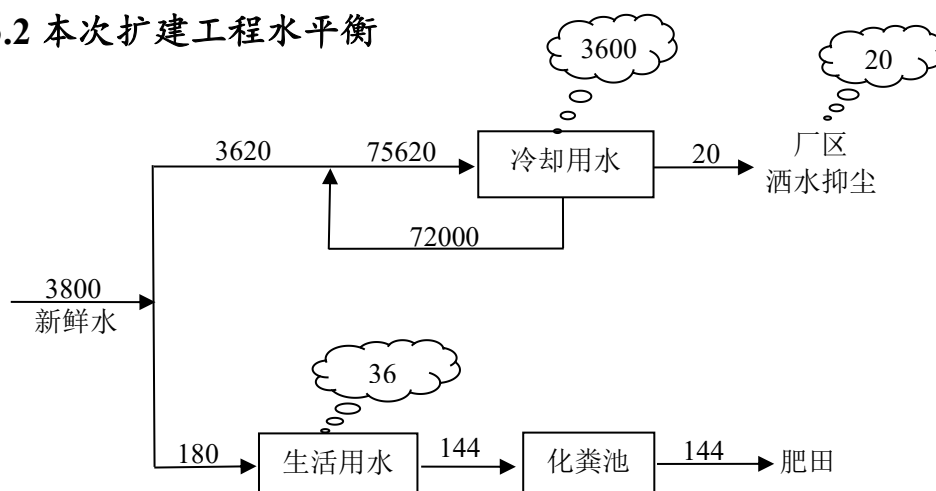 .2 本次扩建工程水平衡
3600
20
3620
75620
冷却用水
20
厂区
洒水抑尘
72000
3800
新鲜水
36
180
生活用水
144
化粪池
144
肥田